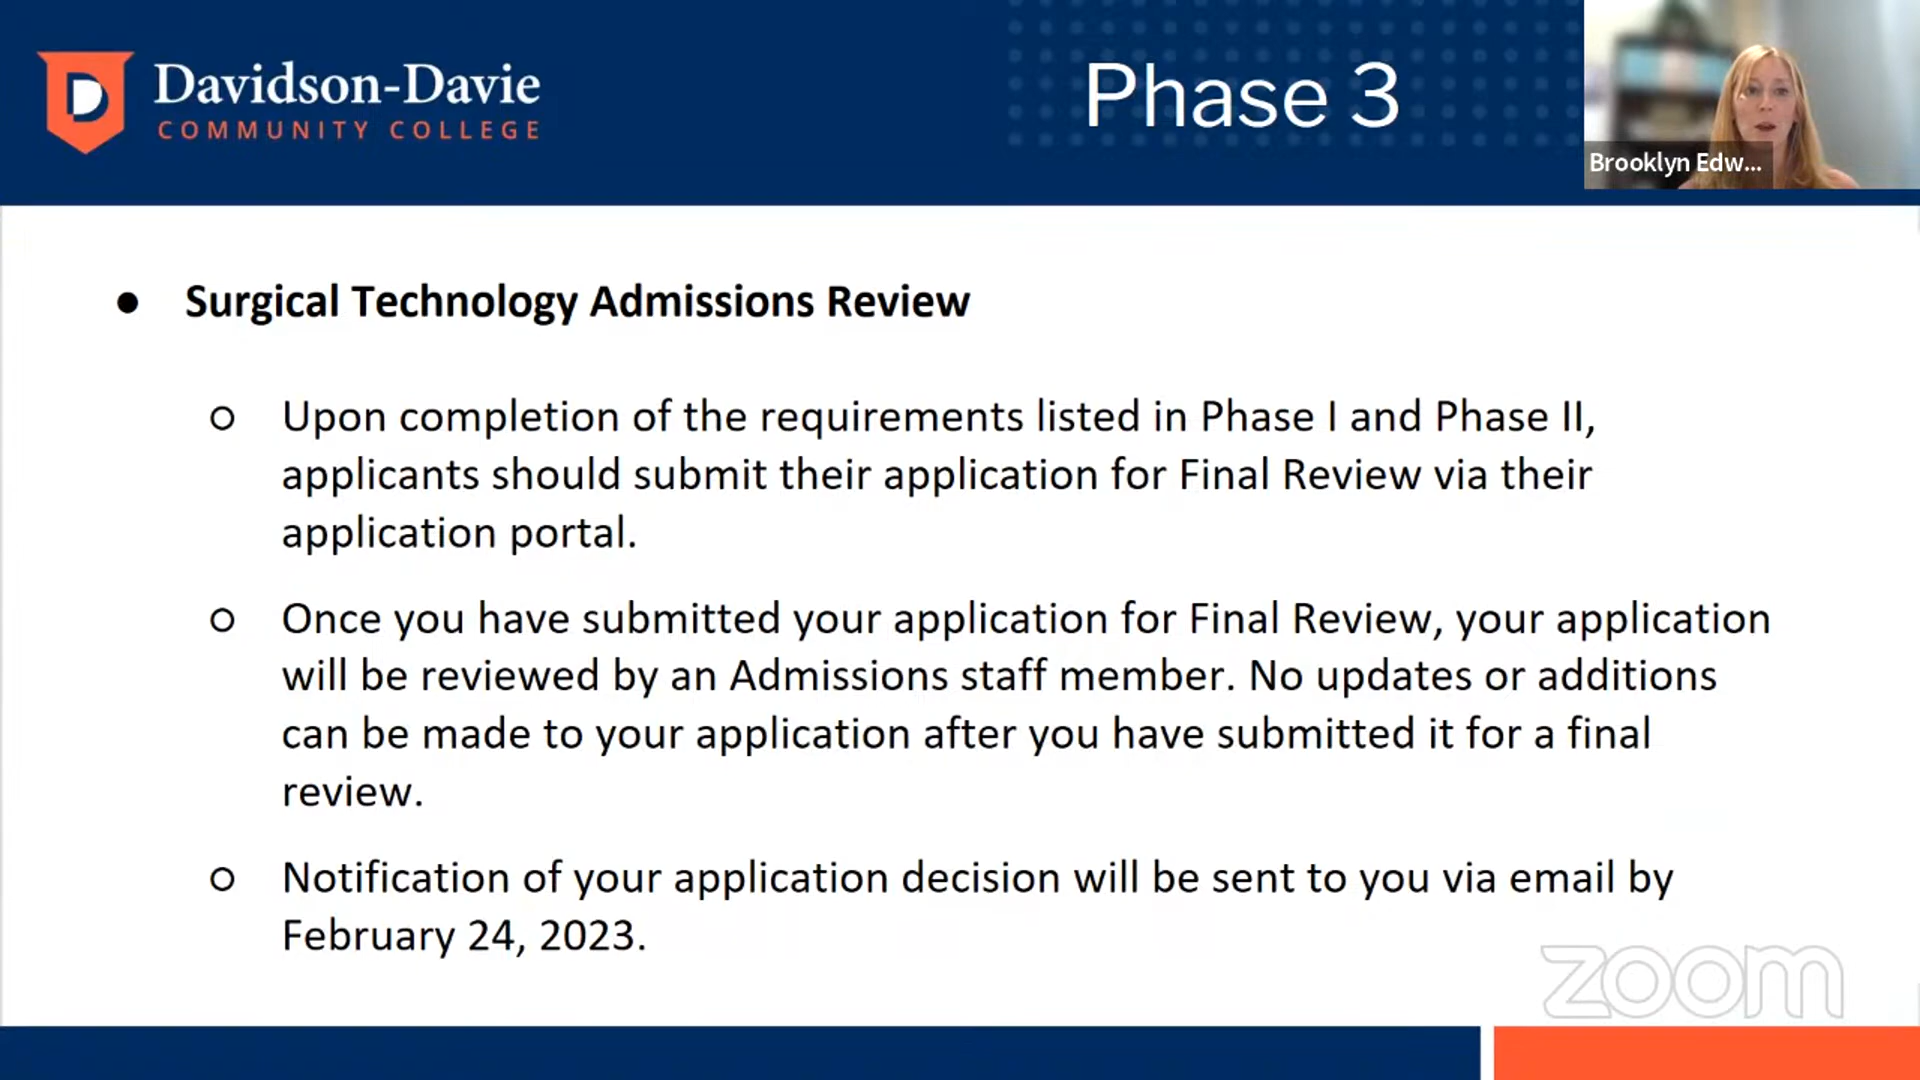 Davidson-Davie
COMMUNITY COLLEGE
Phase 3
Brooklyn Edw...
● Surgical Technology Admissions Review
○ Upon completion of the requirements listed in Phase I and Phase II,
applicants should submit their application for Final Review via their
application portal.
○ Once you have submitted your application for Final Review, your application
will be reviewed by an Admissions staff member. No updates or additions
can be made to your application after you have submitted it for a final
review.
○ Notification of your application decision will be sent to you via email by
February 24, 2023.
zoom